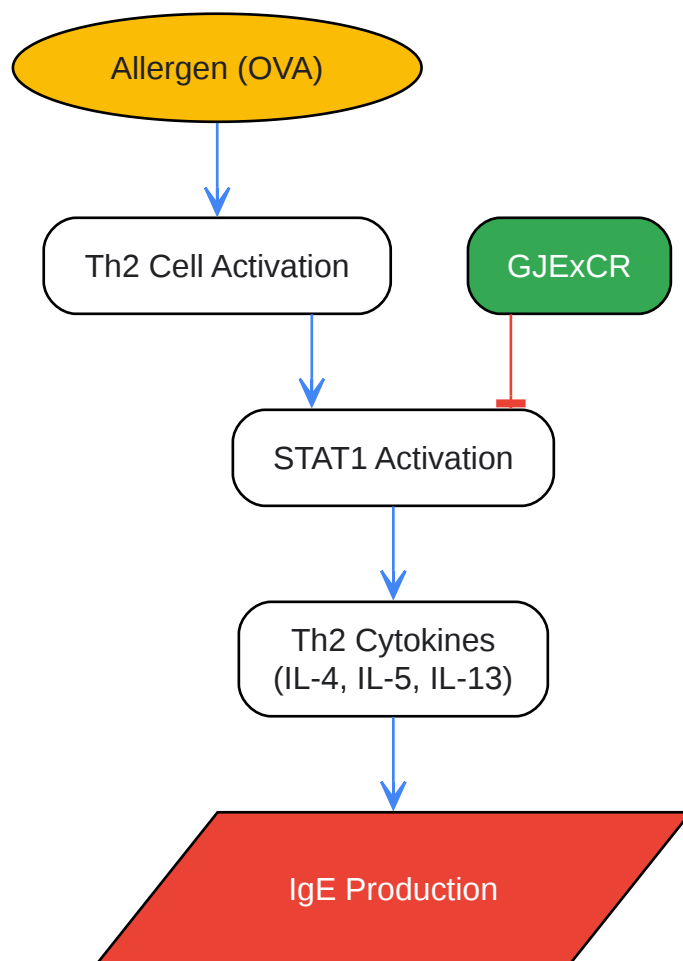 Allergen (OVA)
Th2 Cell Activation
GJExCR
STAT1 Activation
Th2 Cytokines
(IL-4, IL-5, IL-13)
IgE Production